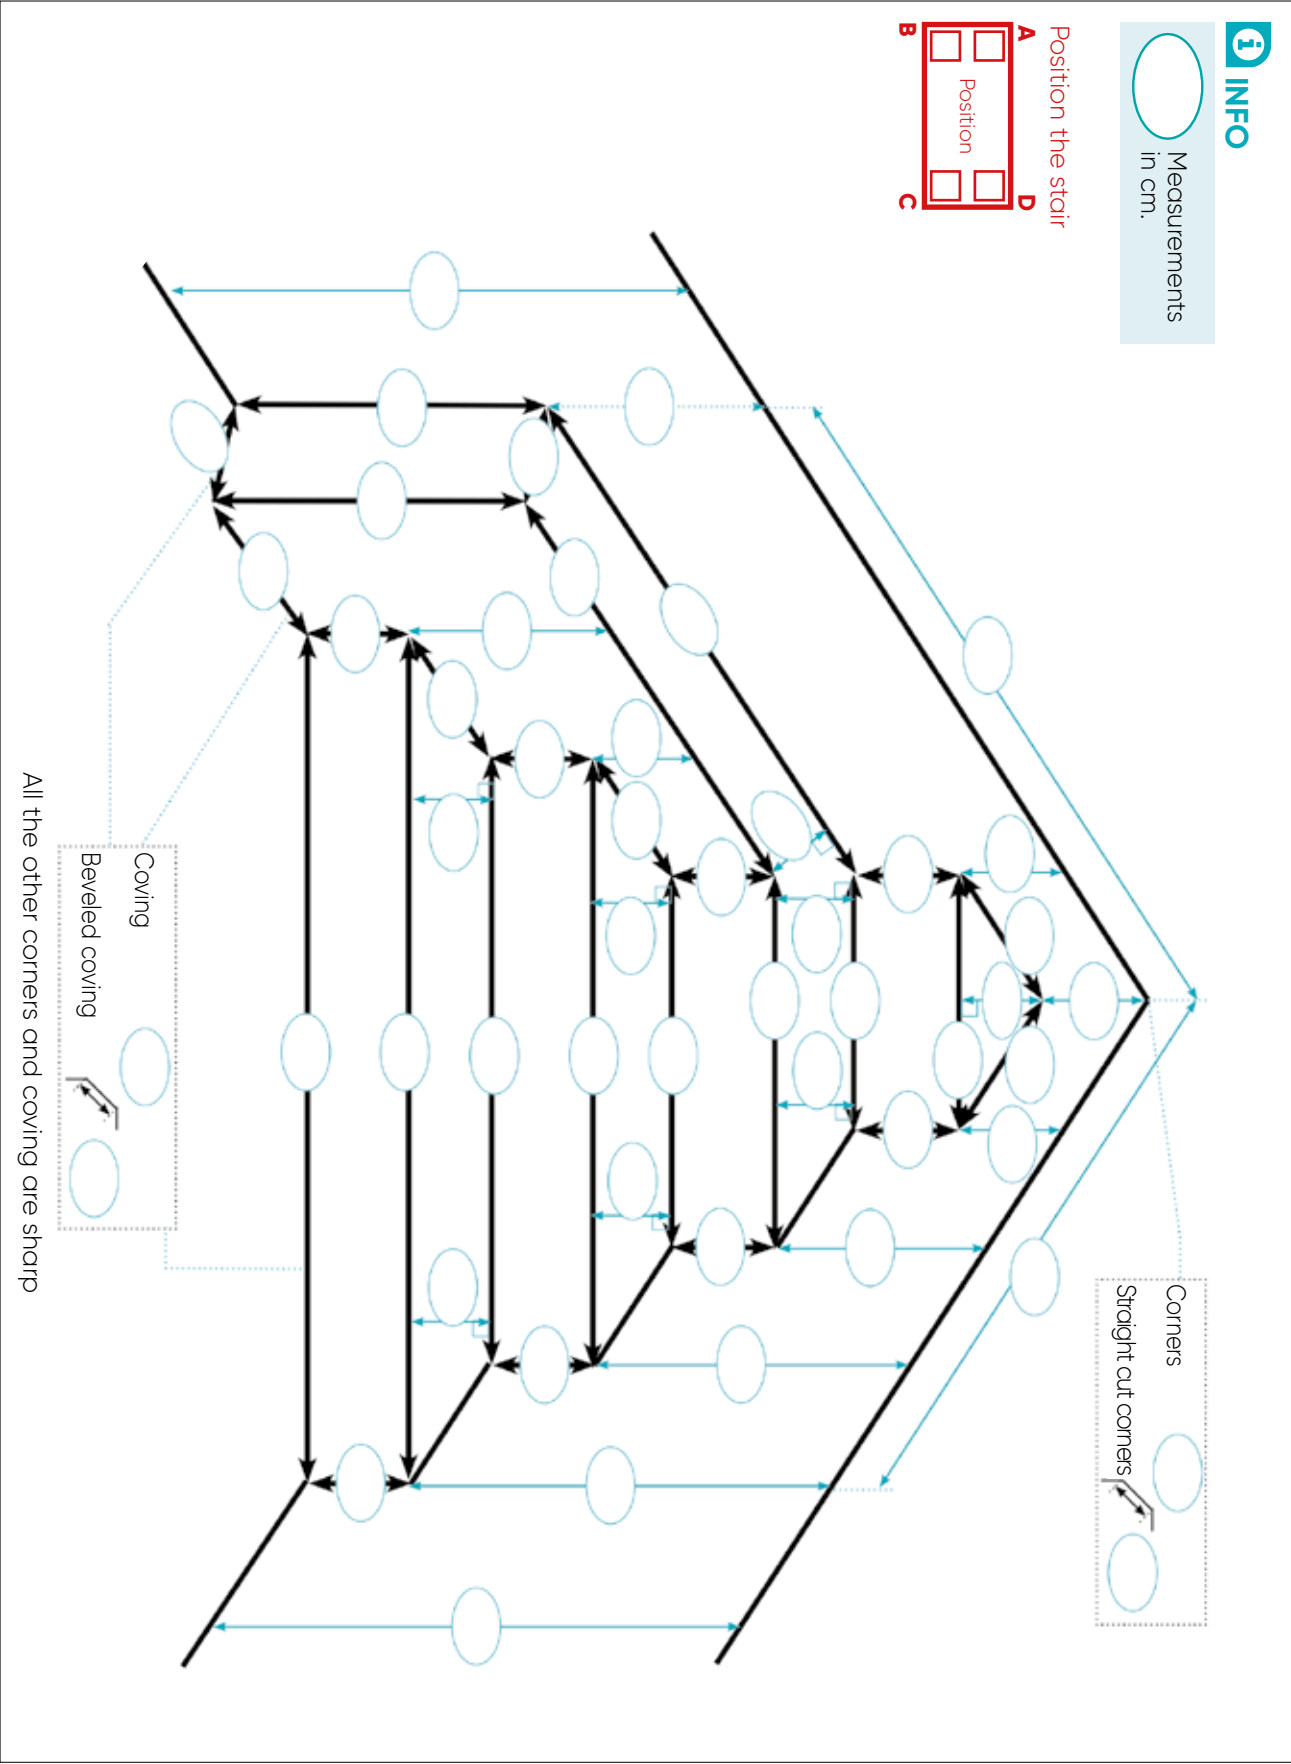 INFO
Measurements
in cm.
Position the stair
A
D
Position
B
C
Corners
Straight cut corners
Coving
Beveled coving
All the other corners and coving are sharp